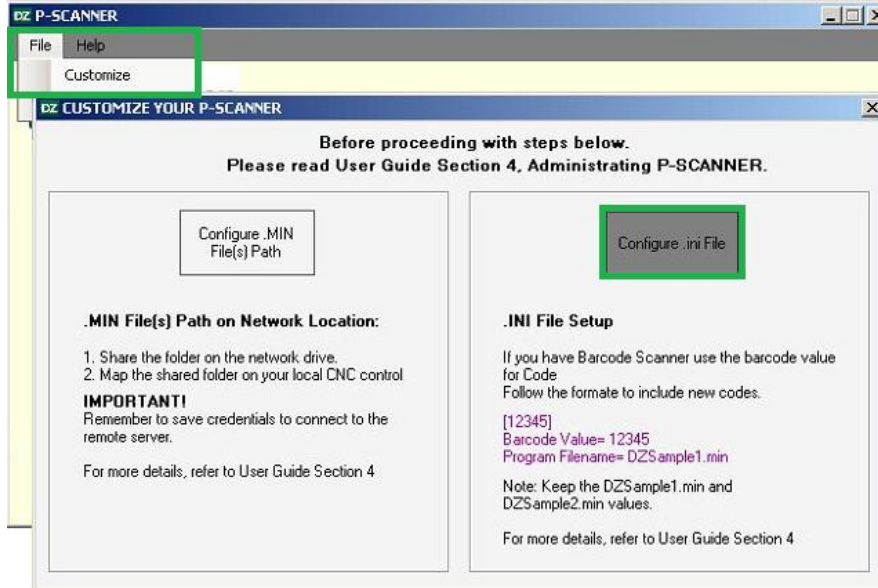 DZ P-SCANNER
File Help
Customize
DZ CUSTOMIZE YOUR P-SCANNER
Before proceeding with steps below.
Please read User Guide Section 4, Administrating P-SCANNER.
Configure .MIN
File(s) Path
.MIN File(s) Path on Network Location:
1. Share the folder on the network drive.
2. Map the shared folder on your local CNC control
IMPORTANT!
Remember to save credentials to connect to the
remote server.
For more details, refer to User Guide Section 4
Configure .ini File
.INI File Setup
If you have Barcode Scanner use the barcode value
for Code
Follow the formate to include new codes.
[12345]
Barcode Value= 12345
Program Filename= DZSample1.min
Note: Keep the DZSample1.min and
DZSample2.min values.
For more details, refer to User Guide Section 4